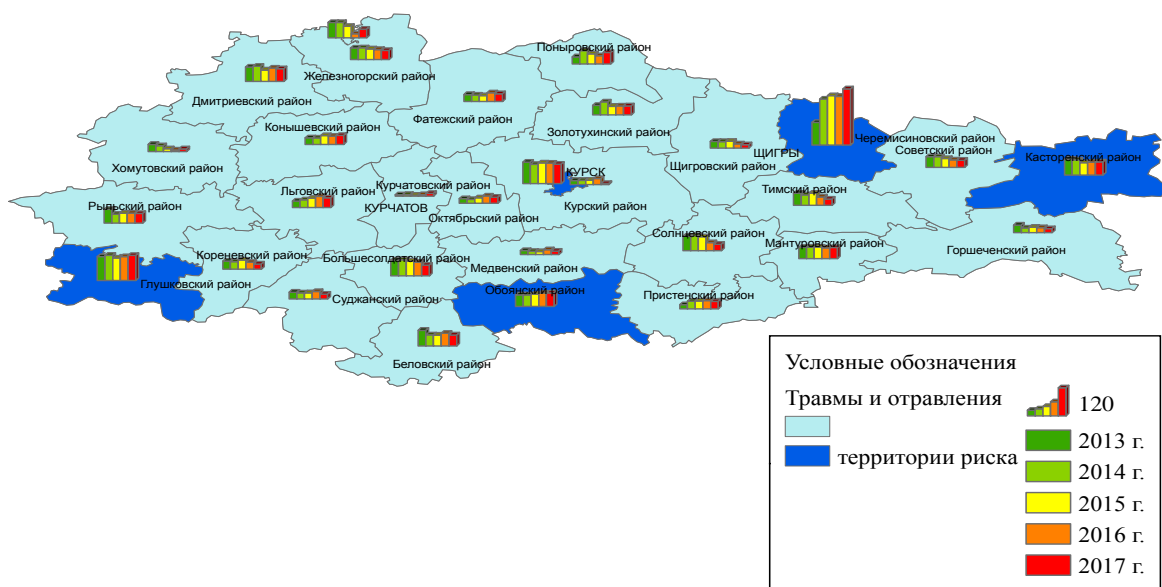 Поныровский район
Железногорский район
Дмитриевский район
Фатежский район
Конышевский район
Золотухинский район
Черемисиновский район
ЩИГРЫ
Советский район
Касторенский район
Хомутовский район
Щигровский район
КУРСК
Курчатовский район
Льговский район
Тимский район
Рыльский район
КУРЧАТОВ
Октябрьский район
Курский район
Солнцевский район
Мантуровский район
Горшеченский район
Кореневский район
Большесолдатский район
Медвенский район
Глушковский район
Суджанский район
Обоянский район
Пристенский район
Беловский район
Условные обозначения
Травмы и отравления
территории риска
120
2013 г.
2014 г.
2015 г.
2016 г.
2017 г.